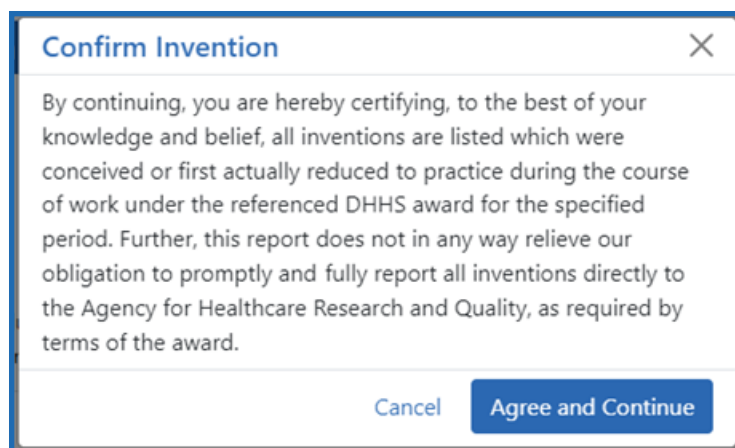 Confirm Invention
By continuing, you are hereby certifying, to the best of your
knowledge and belief, all inventions are listed which were
conceived or first actually reduced to practice during the course
of work under the referenced DHHS award for the specified
period. Further, this report does not in any way relieve our
obligation to promptly and fully report all inventions directly to
the Agency for Healthcare Research and Quality, as required by
terms of the award.
Cancel
Agree and Continue